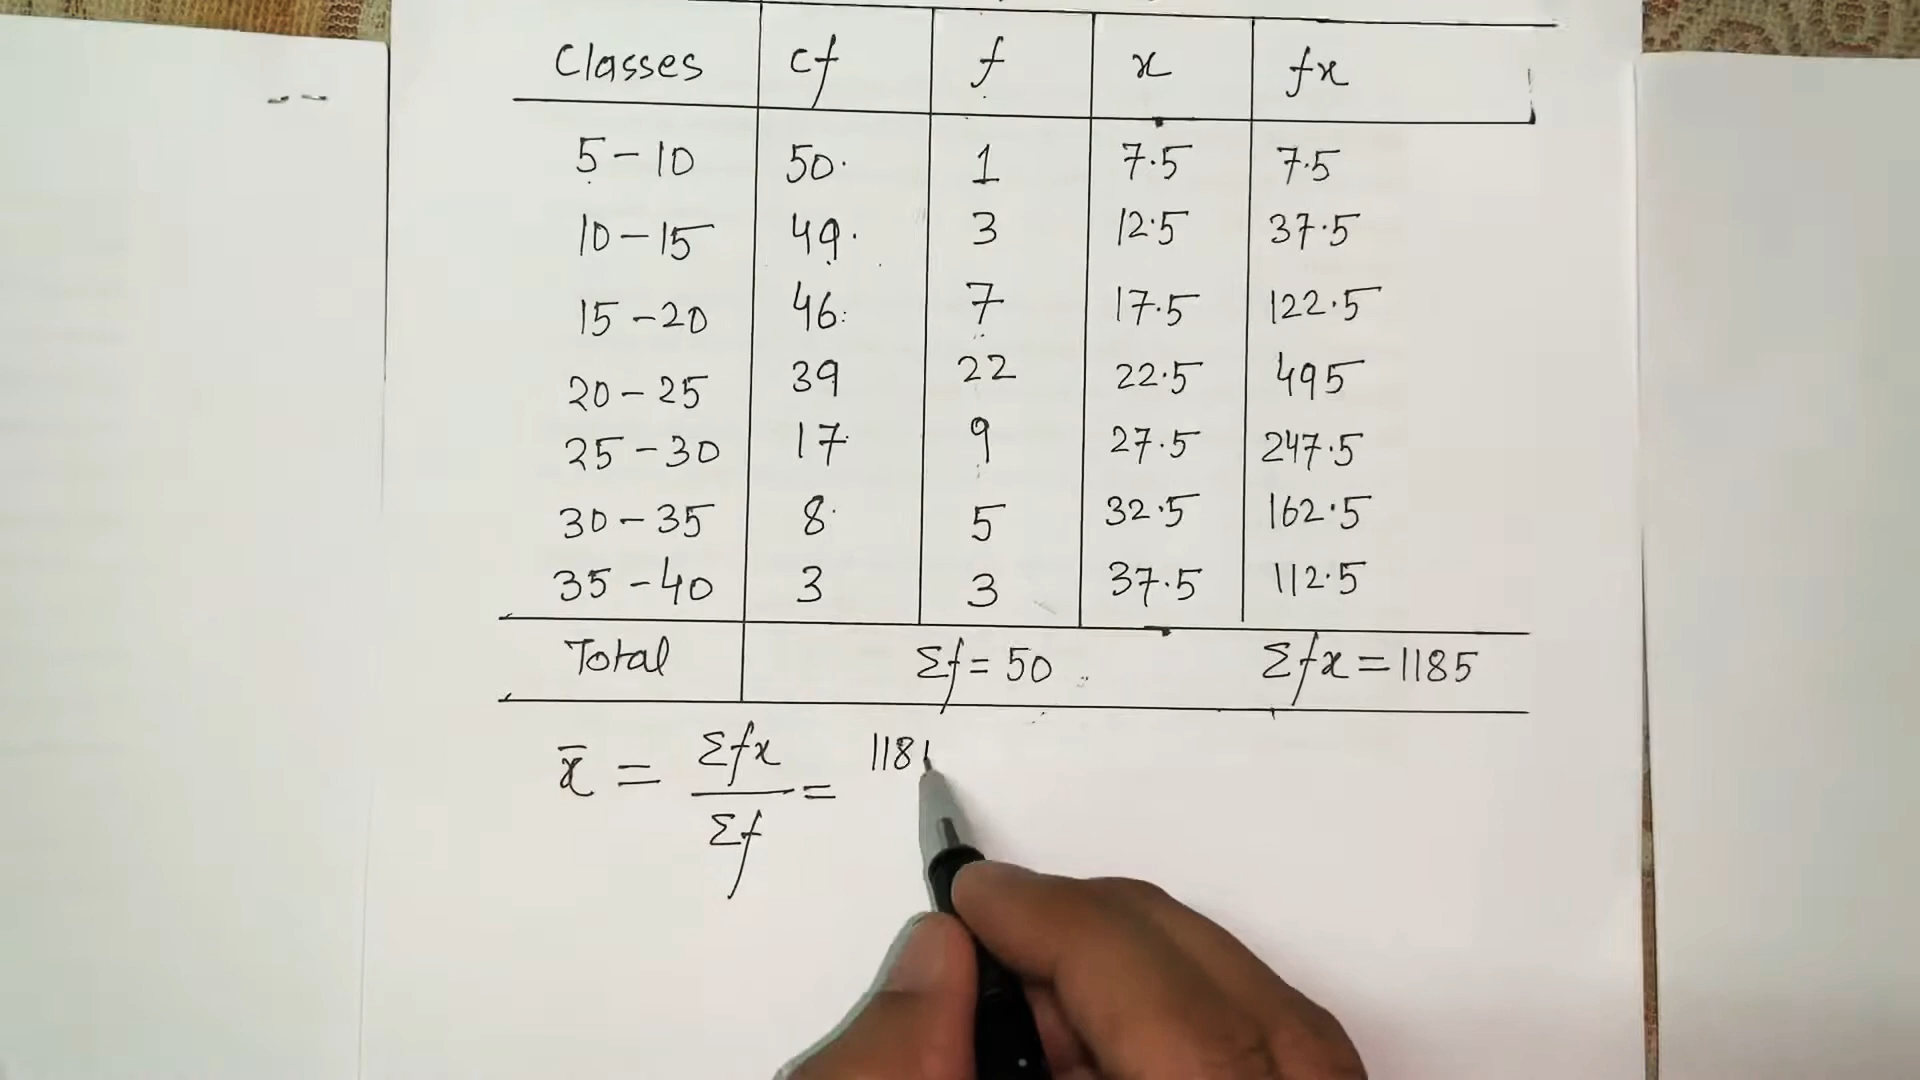 Classes cf f x fx
5-10 50 1 7.5 7.5
10-15 49 3 12.5 37.5
15-20 46 7 17.5 122.5
20-25 39 22 22.5 495
25-30 17 9 27.5 247.5
30-35 8 5 32.5 162.5
35-40 3 3 37.5 112.5
Total Σf=50 Σfx=1185
x̄ = Σfx/Σf = 118